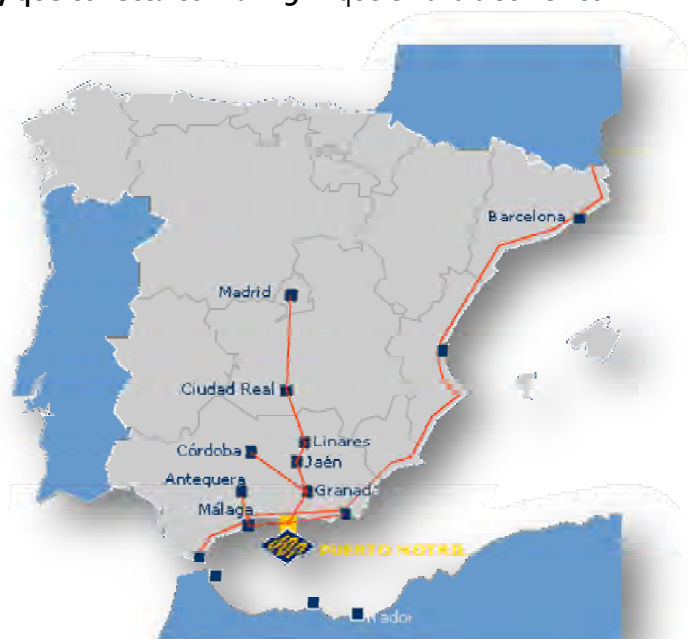 Barcelona
Madrid
Ciudad Real
Linares
Córdoba
Jaén
Antequera
Granada
Málaga
PUERTO MOTRIL